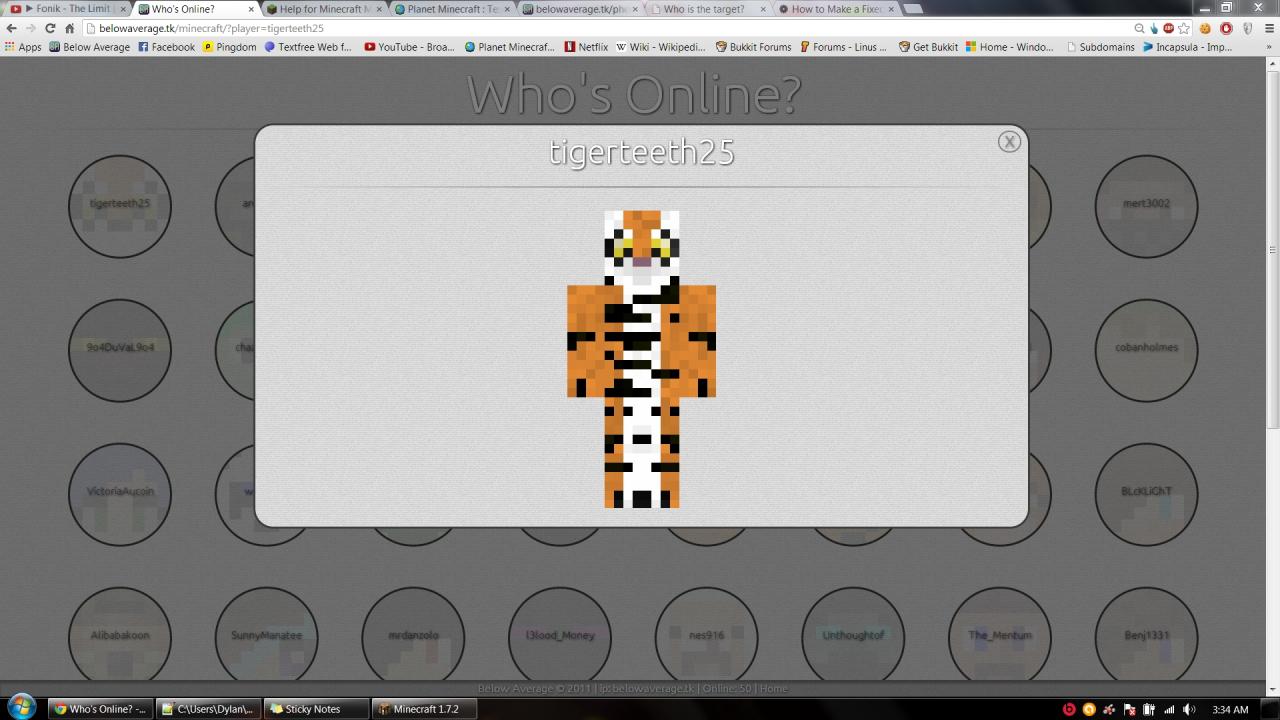 Fonik - The Limit
Who's Online?
Help for Minecraft M
Planet Minecraft : Te
belowaverage.tk/phe
Who is the target?
How to Make a Fixed
belowaverage.tk/minecraft/?player=tigerteeth25
Apps
Below Average
Facebook
Pingdom
Textfree Web f...
YouTube - Broa...
Planet Minecraf...
Netflix
Wiki - Wikipedi...
Bukkit Forums
Forums - Linus ...
Get Bukkit
Home - Windo...
Subdomains
Incapsula - Imp...
»
Who's Online?
tigerteeth25
X
tigerteeth25
mert3002
9o4DuVaL9o4
cobanholmes
VictoriaAucoin
BLcKLiGhT
Alibabakoon
SunnyManatee
mrdanzolo
l3lood_Money
nes916
Unthoughtof
The_Mentum
Benj1331
Below Average © 2011 | ip: belowaverage.tk | Online: 50 | Home
Who's Online? -...
C:\Users\Dylan\...
Sticky Notes
Minecraft 1.7.2
3:34 AM